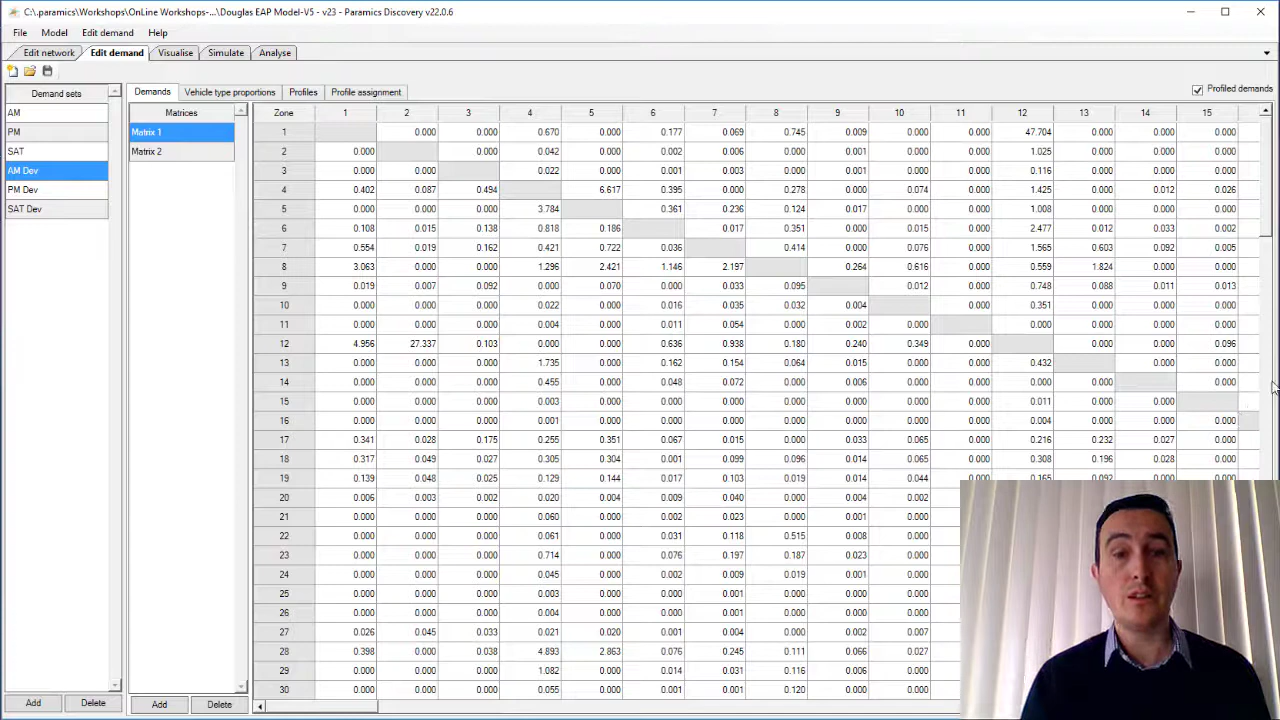 C:\.paramics\Workshops\OnLine Workshops-...\Douglas EAP Model-V5 - v23 - Paramics Discovery v22.0.6
File Model Edit demand Help
Edit network Edit demand Visualise Simulate Analyse
Demand sets Demands Vehicle type proportions Profiles Profile assignment Profiled demands
AM Matrices Zone 1 2 3 4 5 6 7 8 9 10 11 12 13 14 15
PM Matrix 1 1 0.000 0.000 0.670 0.000 0.177 0.069 0.745 0.009 0.000 0.000 47.704 0.000 0.000 0.000
SAT Matrix 2 2 0.000 0.000 0.042 0.000 0.002 0.006 0.000 0.001 0.000 0.000 1.025 0.000 0.000 0.000
AM Dev 3 0.000 0.000 0.022 0.000 0.001 0.003 0.000 0.001 0.000 0.000 0.116 0.000 0.000 0.000
PM Dev 4 0.402 0.087 0.494 6.617 0.395 0.000 0.278 0.000 0.074 0.000 1.425 0.000 0.012 0.026
SAT Dev 5 0.000 0.000 0.000 3.784 0.361 0.236 0.124 0.017 0.000 0.000 1.008 0.000 0.000 0.000
6 0.108 0.015 0.138 0.818 0.186 0.017 0.351 0.000 0.015 0.000 2.477 0.012 0.033 0.002
7 0.554 0.019 0.162 0.421 0.722 0.036 0.414 0.000 0.076 0.000 1.565 0.603 0.092 0.005
8 3.063 0.000 0.000 1.296 2.421 1.146 2.197 0.264 0.616 0.000 0.559 1.824 0.000 0.000
9 0.019 0.007 0.092 0.000 0.070 0.000 0.033 0.095 0.012 0.000 0.748 0.088 0.011 0.013
10 0.000 0.000 0.000 0.022 0.000 0.016 0.035 0.032 0.004 0.000 0.351 0.000 0.000 0.000
11 0.000 0.000 0.000 0.004 0.000 0.011 0.054 0.000 0.002 0.000 0.000 0.000 0.000 0.000
12 4.956 27.337 0.103 0.000 0.000 0.636 0.938 0.180 0.240 0.349 0.000 0.000 0.000 0.096
13 0.000 0.000 0.000 1.735 0.000 0.162 0.154 0.064 0.015 0.000 0.000 0.432 0.000 0.000
14 0.000 0.000 0.000 0.455 0.000 0.048 0.072 0.000 0.006 0.000 0.000 0.000 0.000 0.000
15 0.000 0.000 0.000 0.003 0.000 0.000 0.000 0.000 0.000 0.000 0.000 0.011 0.000 0.000
16 0.000 0.000 0.000 0.001 0.000 0.000 0.000 0.000 0.000 0.000 0.000 0.004 0.000 0.000 0.000
17 0.341 0.028 0.175 0.255 0.351 0.067 0.015 0.000 0.033 0.065 0.000 0.216 0.232 0.027 0.000
18 0.317 0.049 0.027 0.305 0.304 0.001 0.099 0.096 0.014 0.065 0.000 0.308 0.196 0.028 0.000
19 0.139 0.048 0.025 0.129 0.144 0.017 0.103 0.019 0.014 0.044 0.000 0.165 0.092 0.000 0.000
20 0.006 0.003 0.002 0.020 0.004 0.009 0.040 0.000 0.004 0.002
21 0.000 0.000 0.000 0.060 0.000 0.002 0.023 0.000 0.001 0.000
22 0.000 0.000 0.000 0.061 0.000 0.031 0.118 0.515 0.008 0.000
23 0.000 0.000 0.000 0.714 0.000 0.076 0.197 0.187 0.023 0.000
24 0.000 0.000 0.000 0.045 0.000 0.002 0.009 0.019 0.001 0.000
25 0.000 0.000 0.000 0.003 0.000 0.000 0.001 0.000 0.000 0.000
26 0.000 0.000 0.000 0.004 0.000 0.000 0.001 0.000 0.000 0.000
27 0.026 0.045 0.033 0.021 0.020 0.001 0.004 0.000 0.002 0.007
28 0.398 0.000 0.038 4.893 2.863 0.076 0.245 0.111 0.066 0.027
29 0.000 0.000 0.000 1.082 0.000 0.014 0.031 0.116 0.006 0.000
30 0.000 0.000 0.000 0.055 0.000 0.001 0.001 0.120 0.000 0.000
Add Delete Add Delete